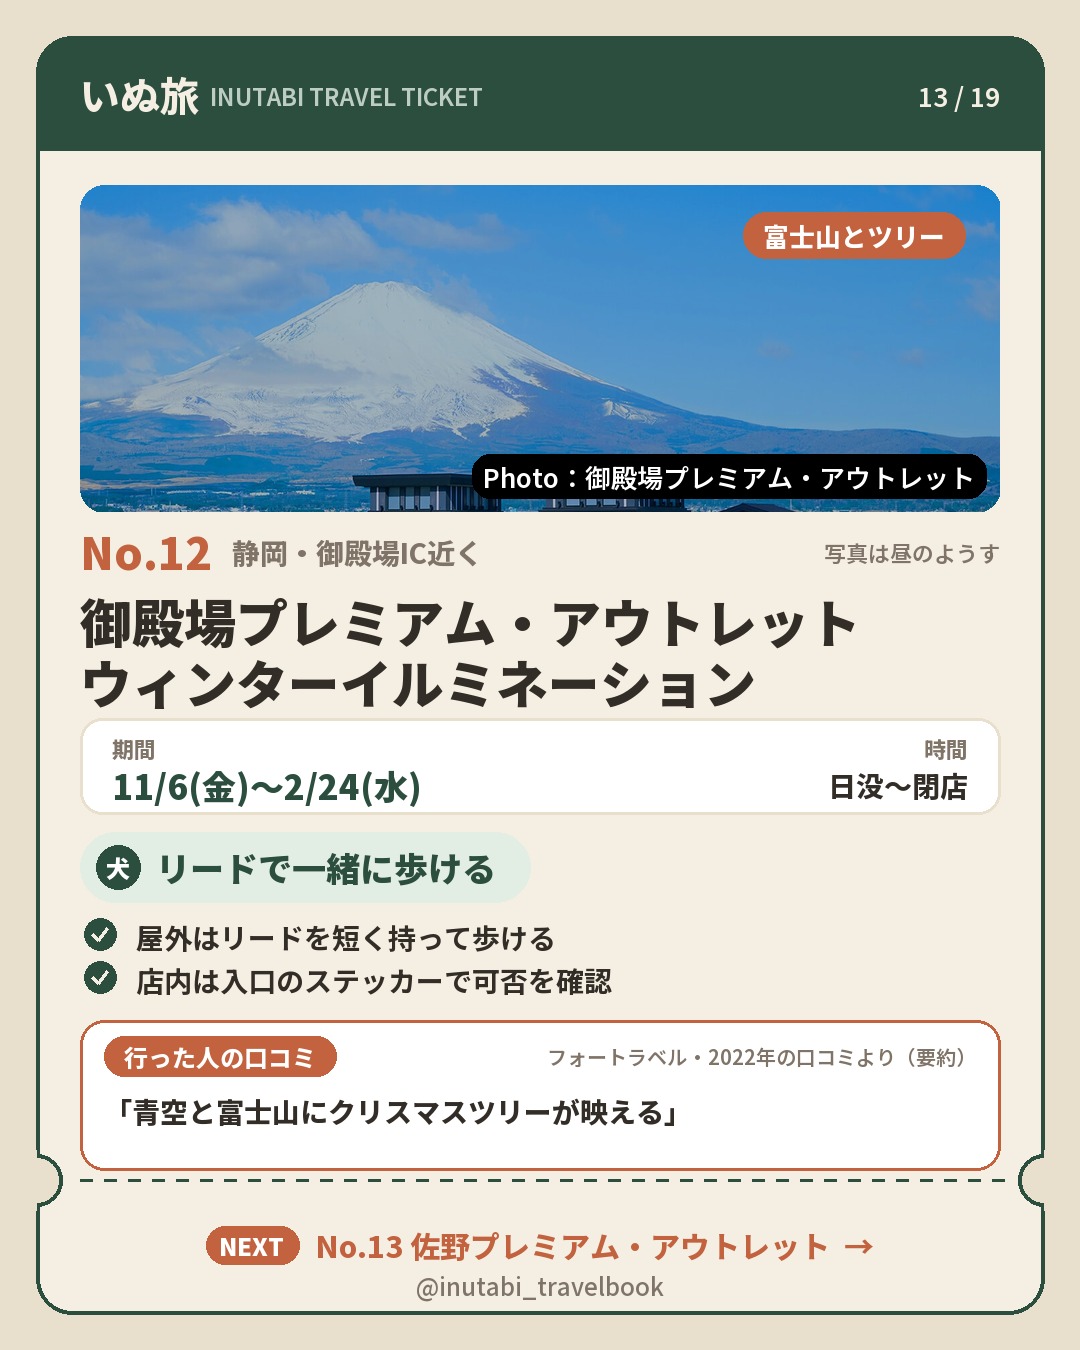 いぬ旅 INUTABI TRAVEL TICKET 13 / 19
富士山とツリー
Photo：御殿場プレミアム・アウトレット
No.12 静岡・御殿場IC近く 写真は昼のようす
御殿場プレミアム・アウトレット
ウィンターイルミネーション
期間 時間
11/6(金)〜2/24(水) 日没〜閉店
犬 リードで一緒に歩ける
屋外はリードを短く持って歩ける
店内は入口のステッカーで可否を確認
行った人の口コミ フォートラベル・2022年の口コミより（要約）
「青空と富士山にクリスマスツリーが映える」
NEXT No.13 佐野プレミアム・アウトレット →
@inutabi_travelbook